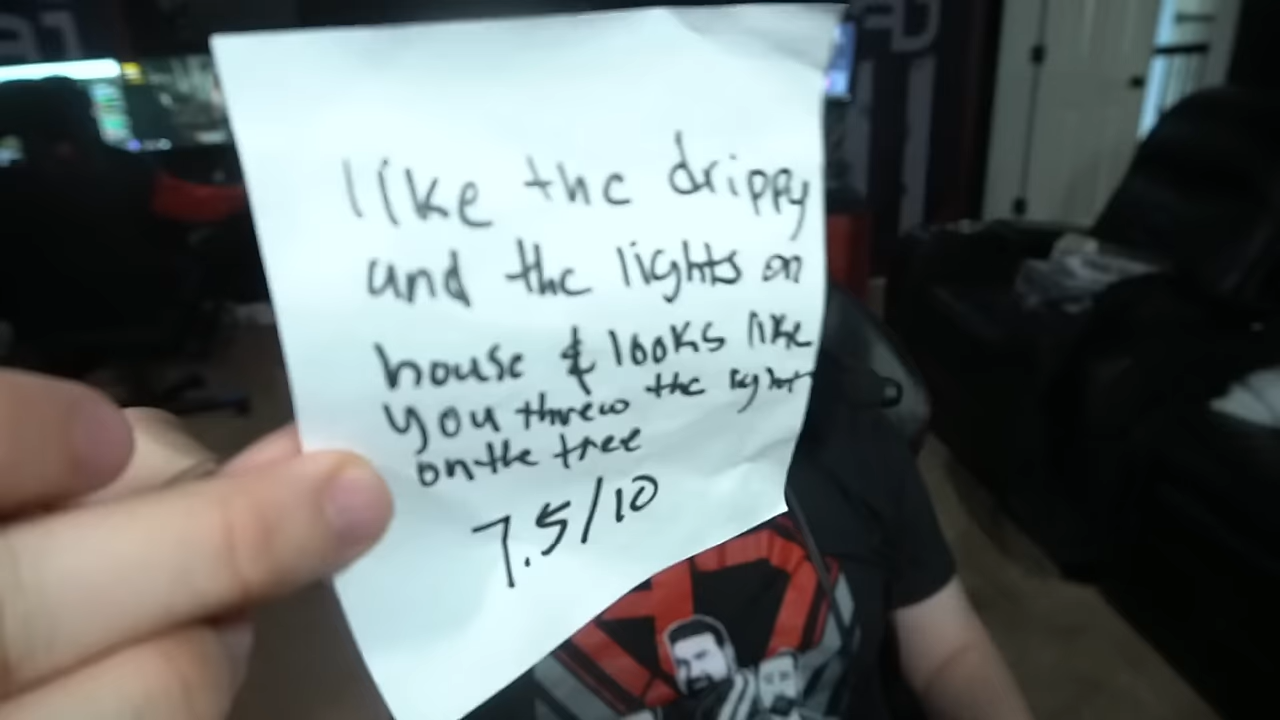 like the drippy
and the lights on
house & looks like
you threw the lights
on the tree
7.5/10